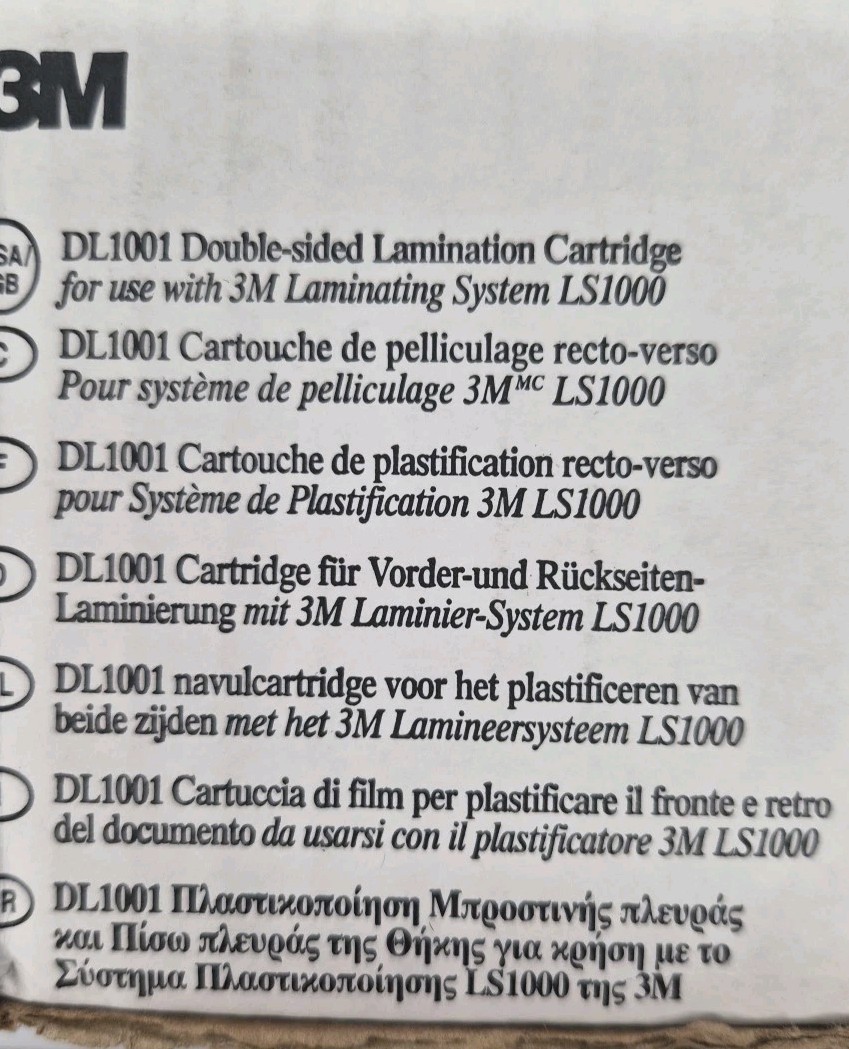 3M
SA/
GB
DL1001 Double-sided Lamination Cartridge
for use with 3M Laminating System LS1000
C
DL1001 Cartouche de pelliculage recto-verso
Pour système de pelliculage 3Mᴹᶜ LS1000
F
DL1001 Cartouche de plastification recto-verso
pour Système de Plastification 3M LS1000
D
DL1001 Cartridge für Vorder-und Rückseiten-
Laminierung mit 3M Laminier-System LS1000
L
DL1001 navulcartridge voor het plastificeren van
beide zijden met het 3M Lamineersysteem LS1000
DL1001 Cartuccia di film per plastificare il fronte e retro
del documento da usarsi con il plastificatore 3M LS1000
R
DL1001 Πλαστικοποίηση Μπροστινής πλευράς
και Πίσω πλευράς της Θήκης για χρήση με το
Σύστημα Πλαστικοποίησης LS1000 της 3M